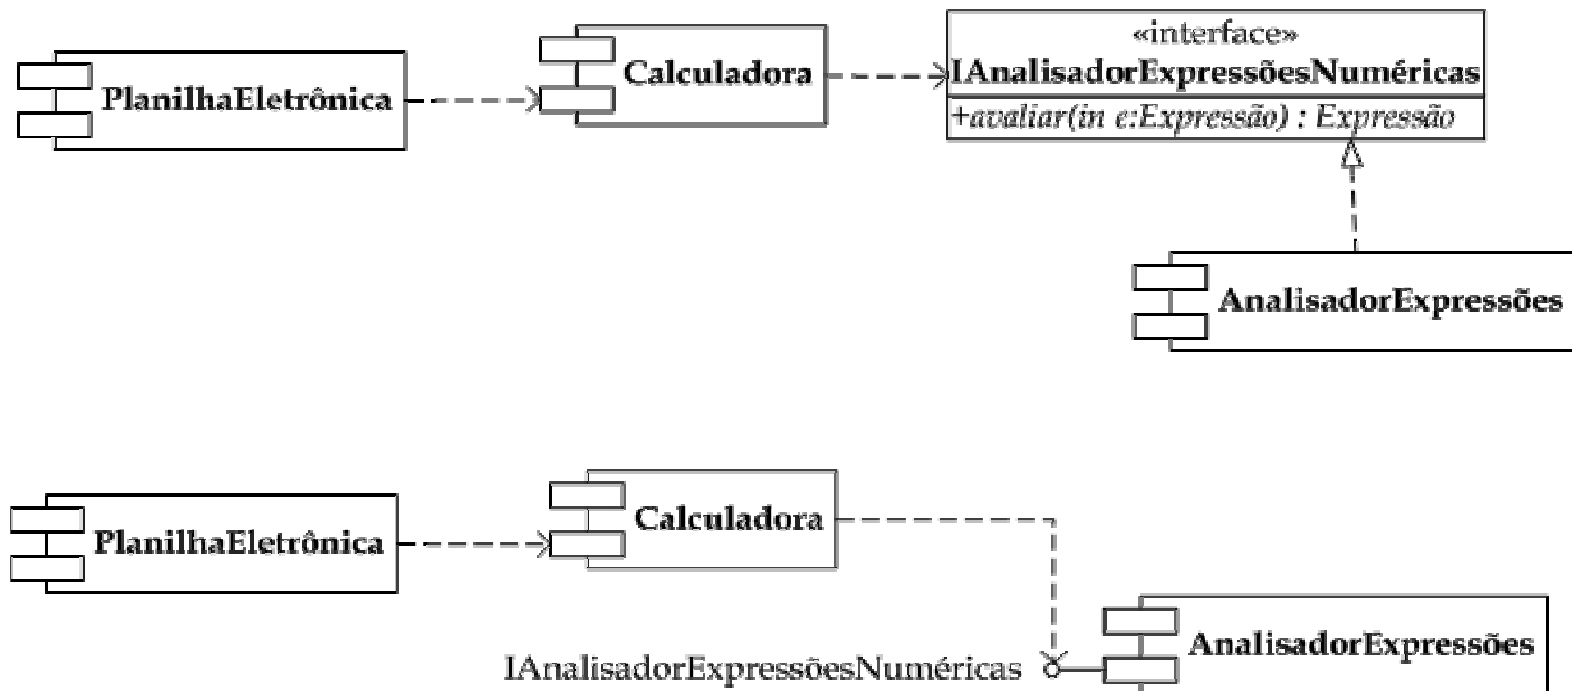 «interface»
PlanilhaEletrônica
Calculadora
IAnalisadorExpressõesNuméricas
+avaliar(in e:Expressão) : Expressão
AnalisadorExpressões
PlanilhaEletrônica
Calculadora
IAnalisadorExpressõesNuméricas
AnalisadorExpressões